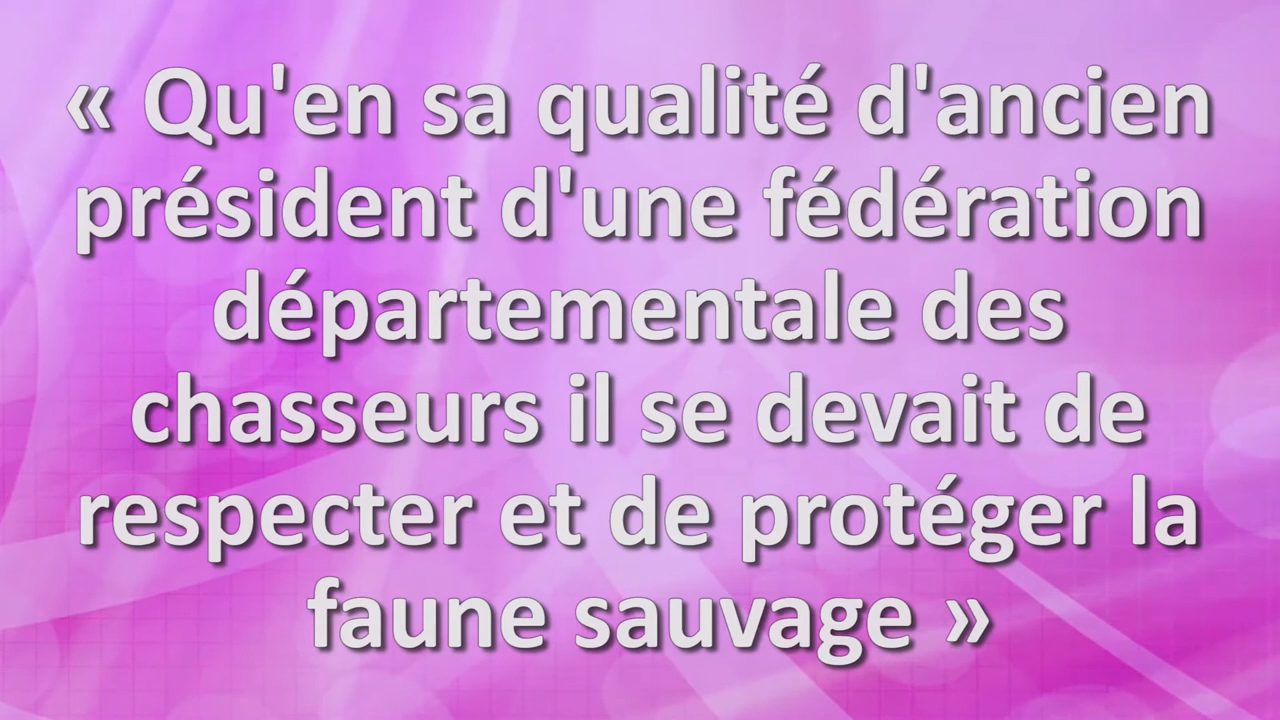 « Qu'en sa qualité d'ancien
président d'une fédération
départementale des
chasseurs il se devait de
respecter et de protéger la
faune sauvage »